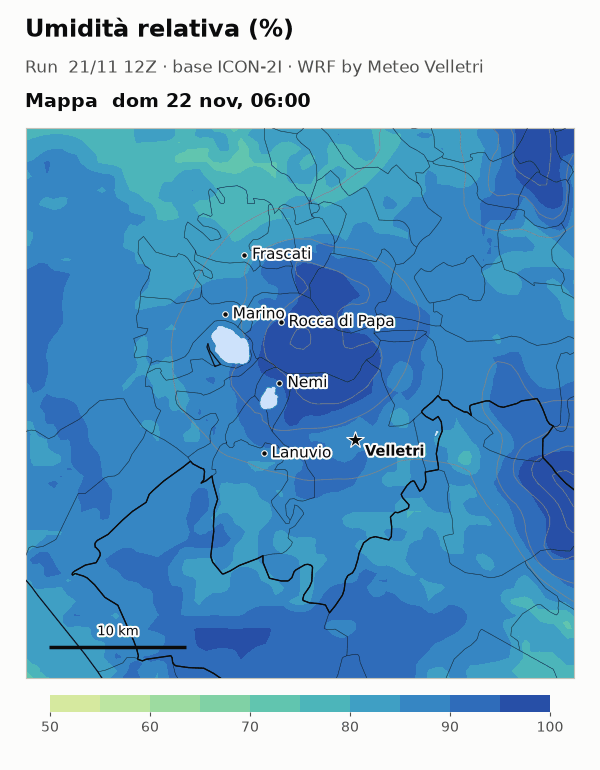 Umidità relativa (%)
Run  21/11 12Z · base ICON-2I · WRF by Meteo Velletri
Mappa  dom 22 nov, 06:00
Frascati
Marino
Rocca di Papa
Nemi
Velletri
Lanuvio
10 km
50 60 70 80 90 100